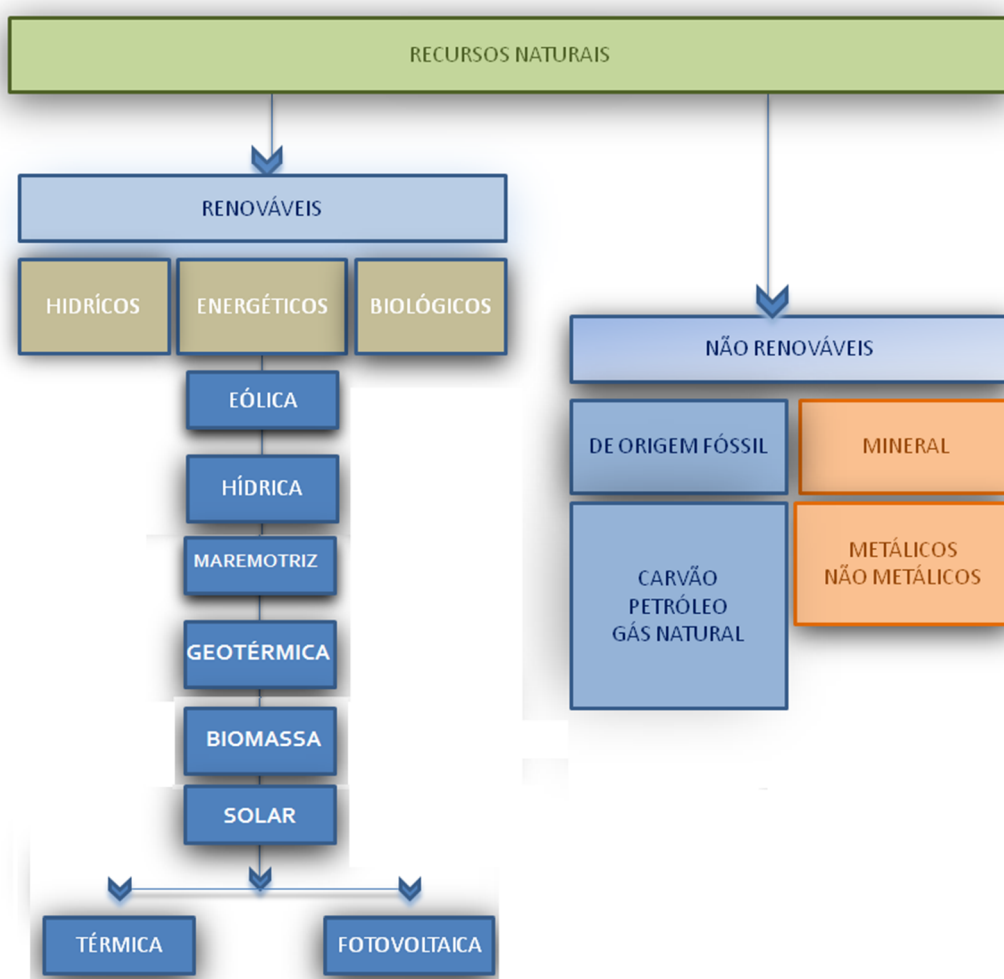 RECURSOS NATURAIS
RENOVÁVEIS
HIDRÍCOS
ENERGÉTICOS
BIOLÓGICOS
EÓLICA
HÍDRICA
MAREMOTRIZ
GEOTÉRMICA
BIOMASSA
SOLAR
TÉRMICA
FOTOVOLTAICA
NÃO RENOVÁVEIS
DE ORIGEM FÓSSIL
MINERAL
CARVÃO
PETRÓLEO
GÁS NATURAL
METÁLICOS
NÃO METÁLICOS